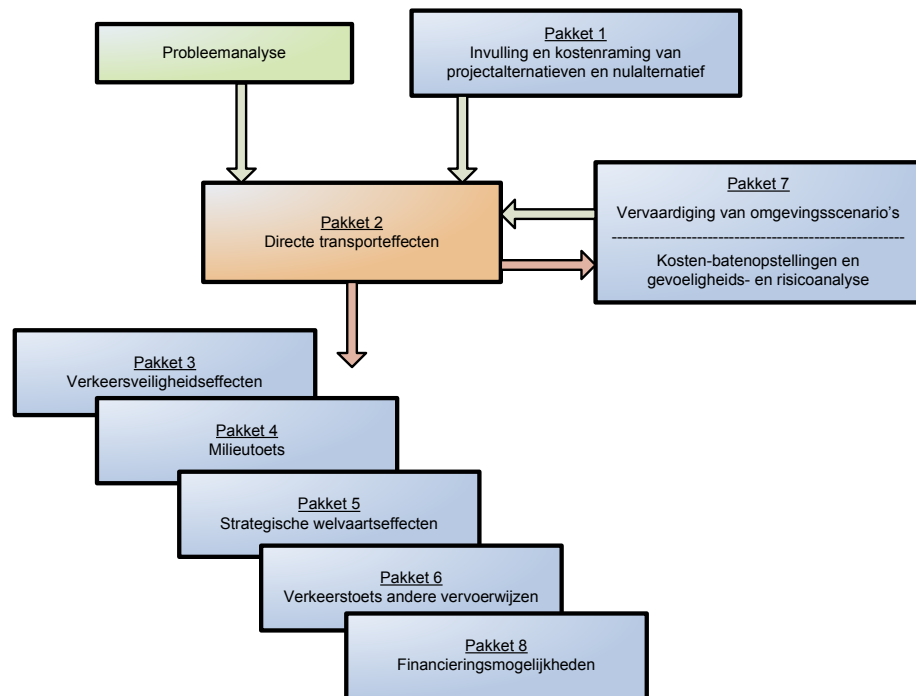 Probleemanalyse
Pakket 1
Invulling en kostenraming van
projectalternatieven en nulalternatief
Pakket 2
Directe transporteffecten
Pakket 7
Vervaardiging van omgevingsscenario's
Kosten-batenopstellingen en
gevoeligheids- en risicoanalyse
Pakket 3
Verkeersveiligheidseffecten
Pakket 4
Milieutoets
Pakket 5
Strategische welvaartseffecten
Pakket 6
Verkeerstoets andere vervoerwijzen
Pakket 8
Financieringsmogelijkheden